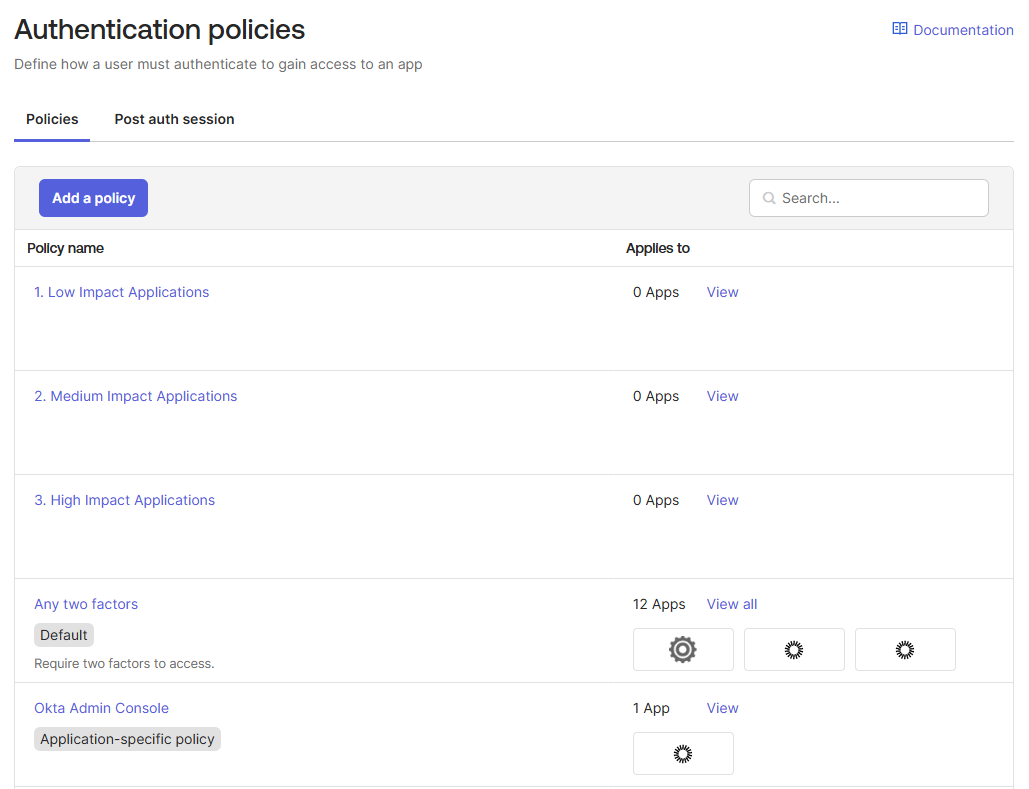 Authentication policies
Documentation
Define how a user must authenticate to gain access to an app
Policies
Post auth session
Add a policy
Search...
Policy name
Applies to
1. Low Impact Applications
0 Apps
View
2. Medium Impact Applications
0 Apps
View
3. High Impact Applications
0 Apps
View
Any two factors
12 Apps
View all
Default
Require two factors to access.
Okta Admin Console
1 App
View
Application-specific policy